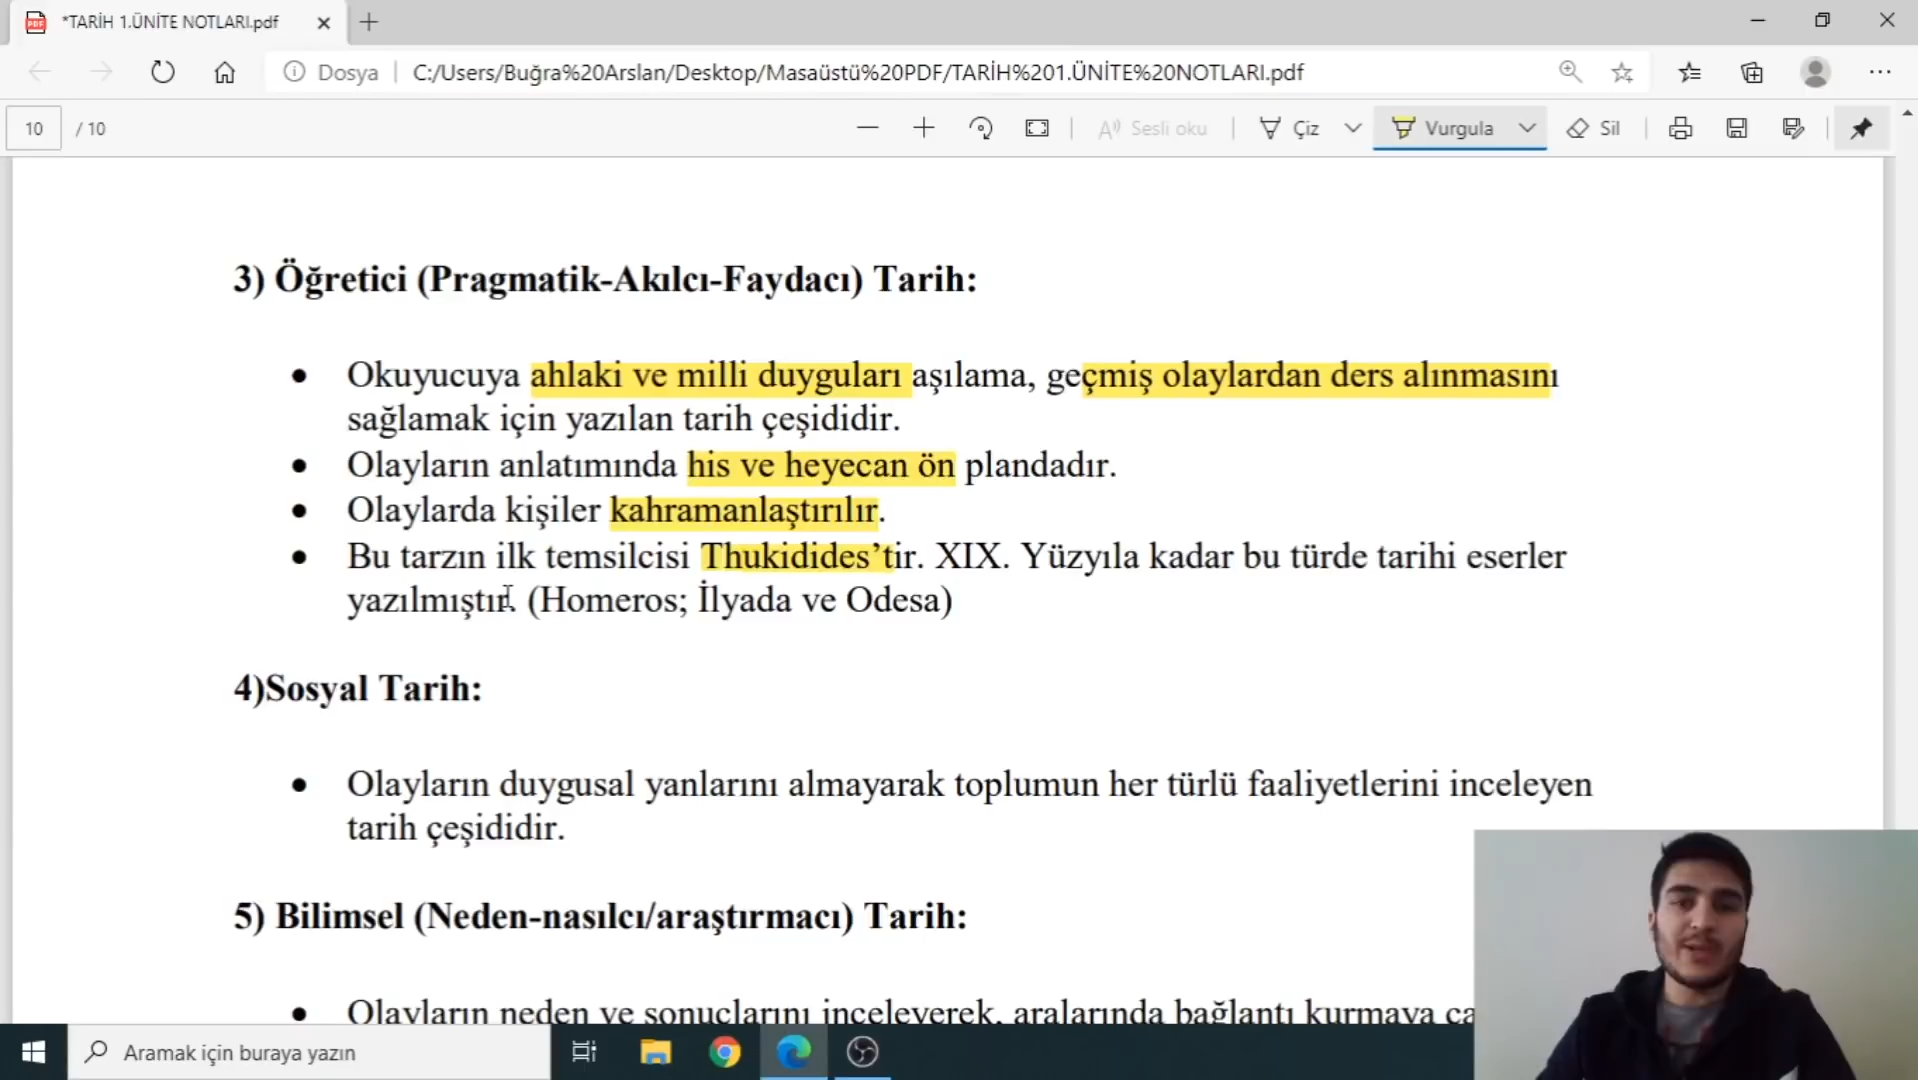 *TARİH 1.ÜNİTE NOTLARI.pdf
Dosya
C:/Users/Buğra%20Arslan/Desktop/Masaüstü%20PDF/TARİH%201.ÜNİTE%20NOTLARI.pdf
10 / 10
Sesli oku
Çiz
Vurgula
Sil
3) Öğretici (Pragmatik-Akılcı-Faydacı) Tarih:
• Okuyucuya ahlaki ve milli duyguları aşılama, geçmiş olaylardan ders alınmasını
sağlamak için yazılan tarih çeşididir.
• Olayların anlatımında his ve heyecan ön plandadır.
• Olaylarda kişiler kahramanlaştırılır.
• Bu tarzın ilk temsilcisi Thukidides’tir. XIX. Yüzyıla kadar bu türde tarihi eserler
yazılmıştır. (Homeros; İlyada ve Odesa)
4)Sosyal Tarih:
• Olayların duygusal yanlarını almayarak toplumun her türlü faaliyetlerini inceleyen
tarih çeşididir.
5) Bilimsel (Neden-nasılcı/araştırmacı) Tarih:
• Olayların neden ve sonuçlarını inceleyerek, aralarında bağlantı kurmaya ça
Aramak için buraya yazın